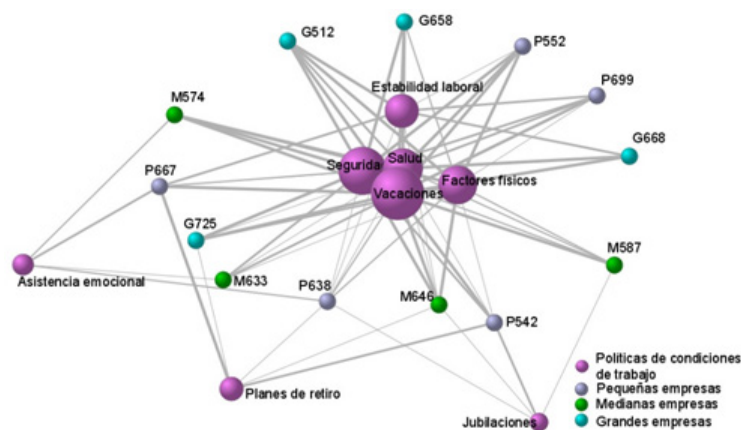 G658
G512
P552
Estabilidad laboral
P699
M574
G668
Salud
Segurida
P667
Factores físicos
Vacaciones
G725
M587
Asistencia emocional
M633
P638
M646
P542
Políticas de condiciones
de trabajo
Pequeñas empresas
Planes de retiro
Medianas empresas
Jubilaciones
Grandes empresas